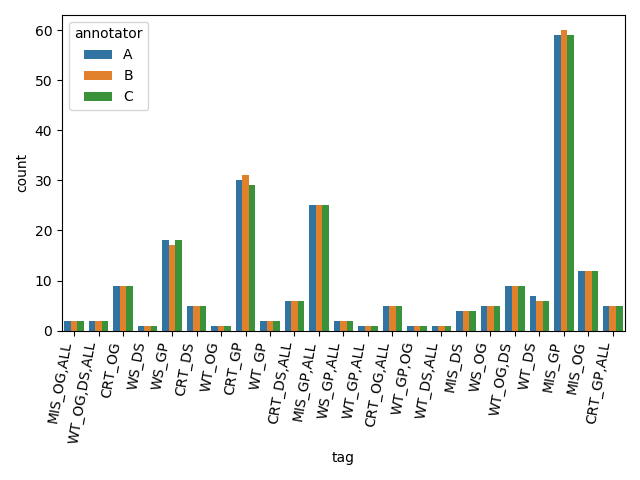 annotator
A
B
C
60
50
40
30
20
10
0
count
MIS_OG,ALL
WT_OG,DS,ALL
CRT_OG
WS_DS
WS_GP
CRT_DS
WT_OG
CRT_GP
WT_GP
CRT_DS,ALL
MIS_GP,ALL
WS_GP,ALL
WT_GP,ALL
CRT_OG,ALL
WT_GP,OG
WT_DS,ALL
MIS_DS
WS_OG
WT_OG,DS
WT_DS
MIS_GP
MIS_OG
CRT_GP,ALL
tag